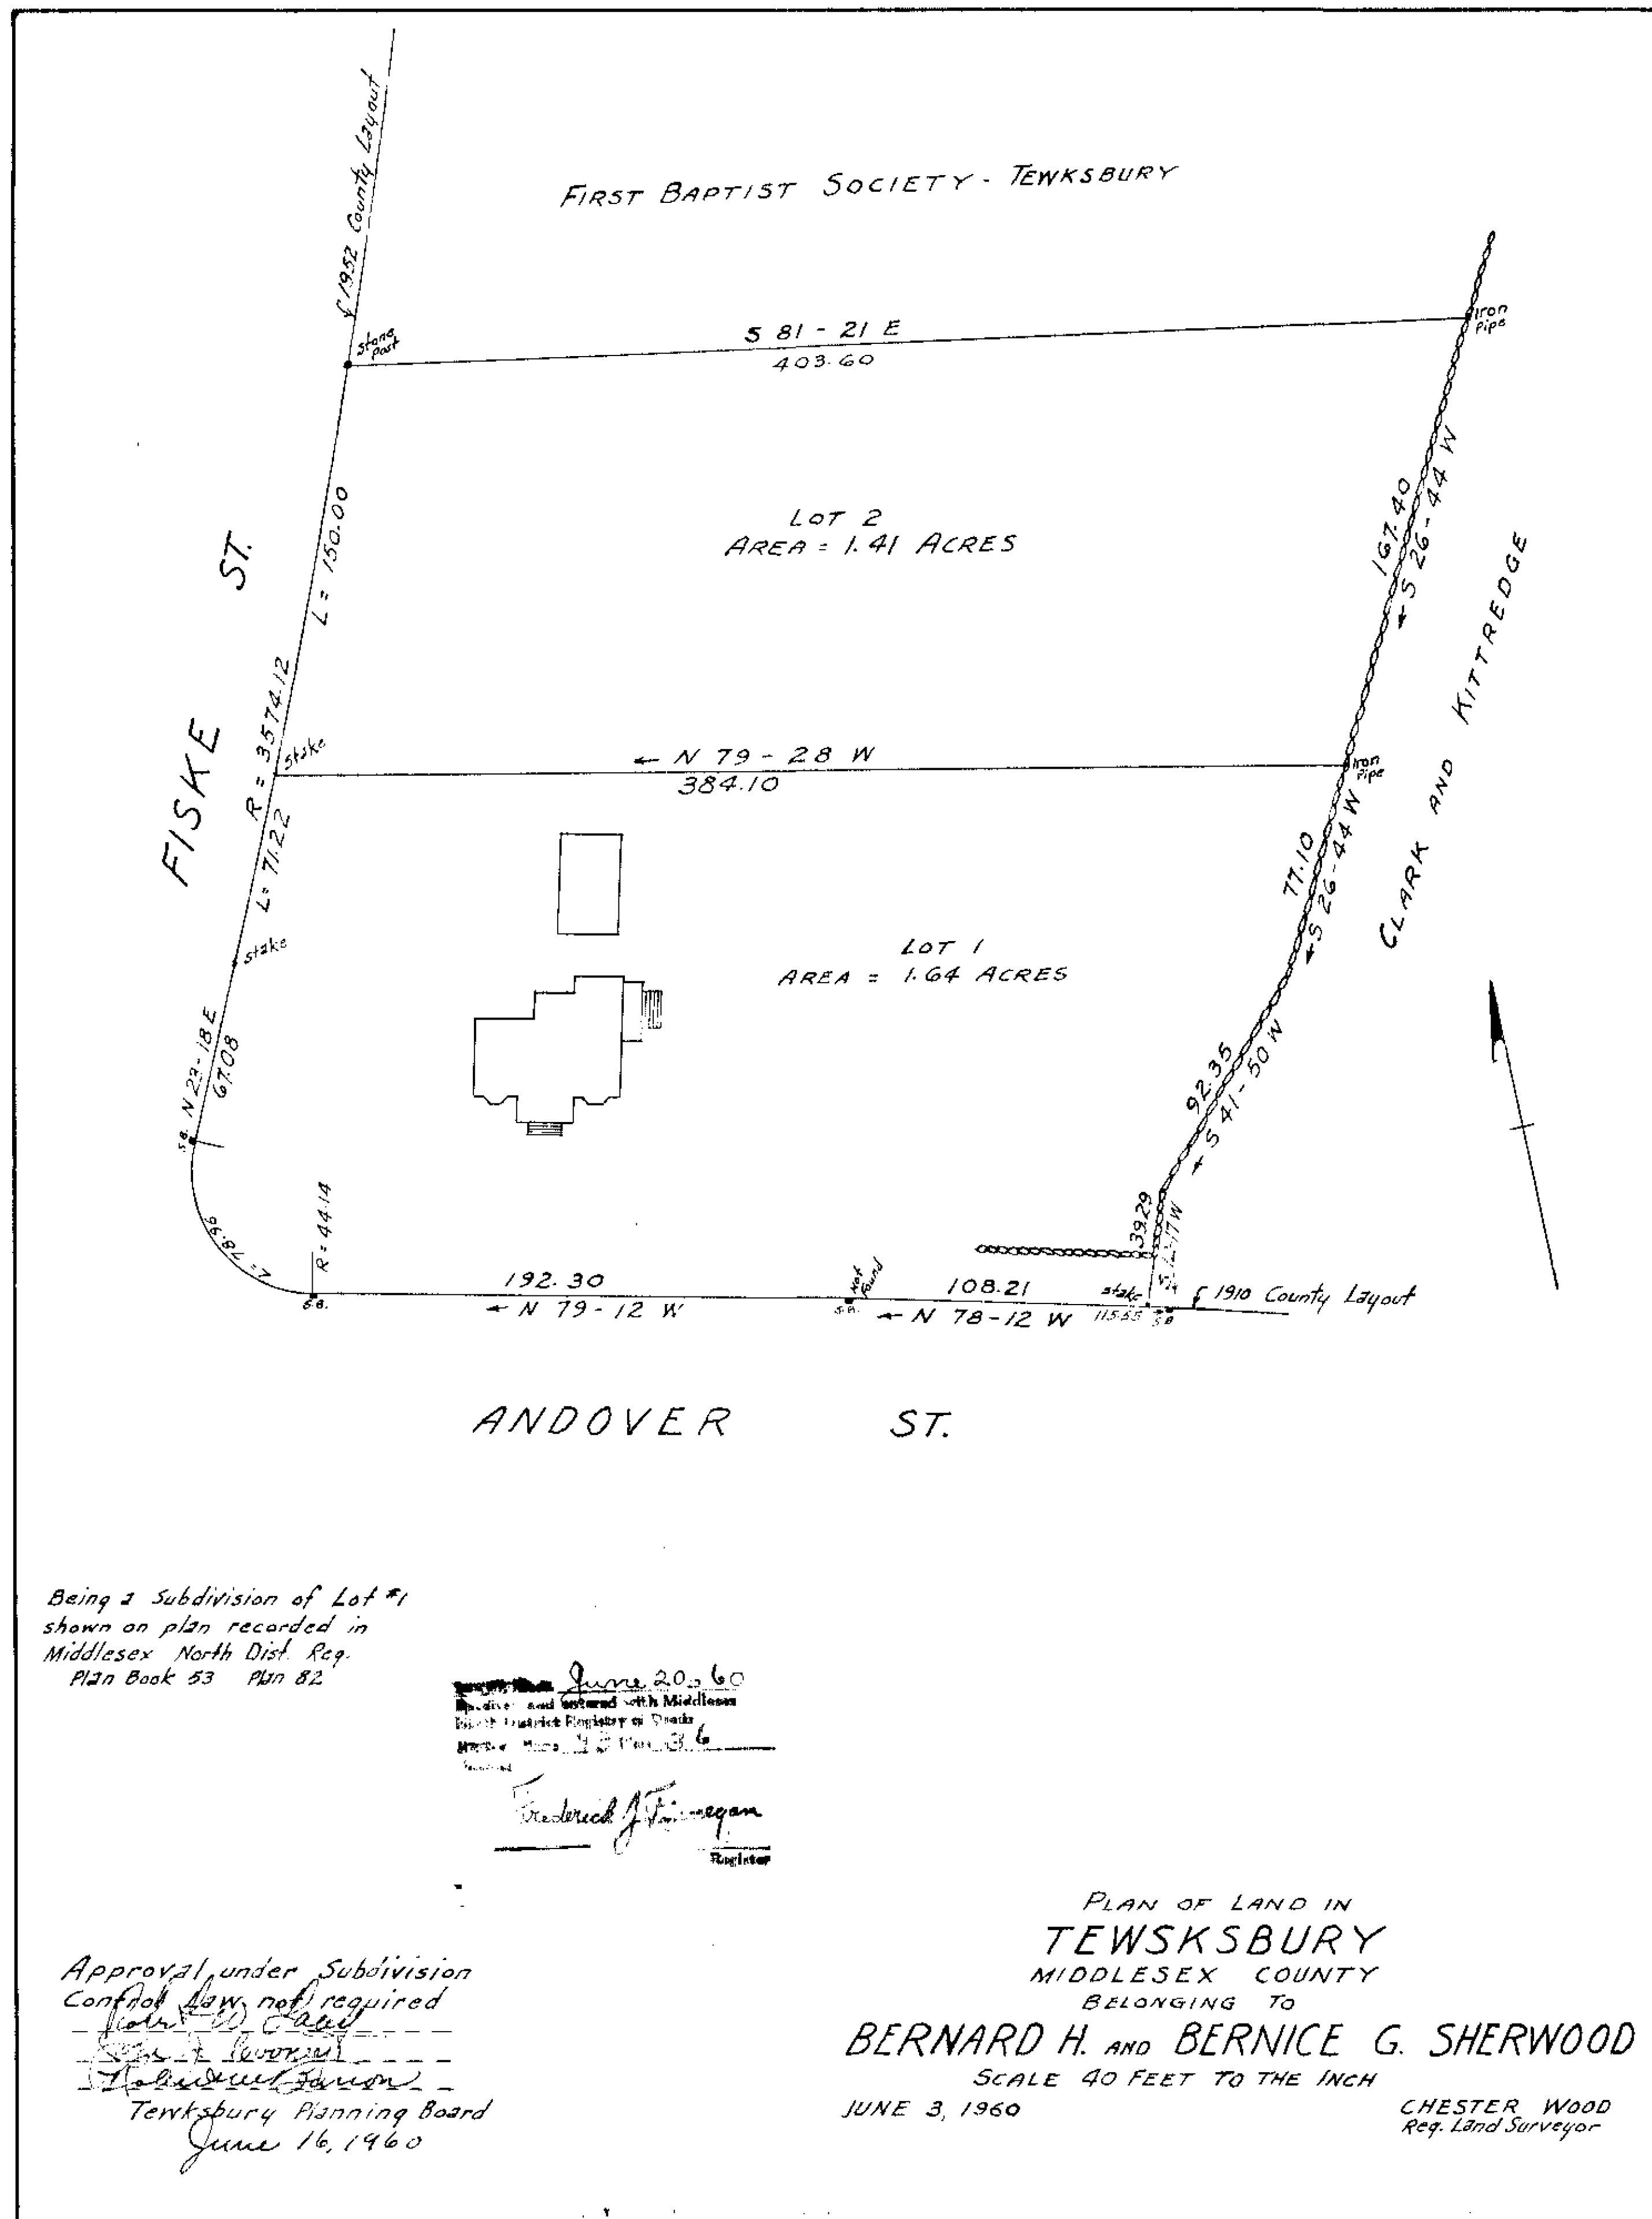 1952 County Layout
FIRST BAPTIST SOCIETY - TEWKSBURY
stone post
S 81 - 21 E
403.60
Iron Pipe
L = 150.00
LOT 2
AREA = 1.41 ACRES
167.40
← S 26-44 W
FISKE ST.
CLARK AND KITTREDGE
R = 3574.12
stake
← N 79 - 28 W
384.10
Iron Pipe
L = 71.22
77.10
← S 26-44 W
stake
LOT 1
AREA = 1.64 ACRES
N 23-18 E
67.08
S.B.
92.35
← S 41-50 W
L = 78.96
R = 44.14
39.29
S 12-17 W
S.B.
192.30
← N 79-12 W
Not Found
S.B.
108.21
← N 78-12 W
stake
115.55
S.B.
1910 County Layout
ANDOVER ST.
Being a Subdivision of Lot #1
shown on plan recorded in
Middlesex North Dist. Reg.
Plan Book 53 Plan 82
June 20, 60
and entered with Middlesex
North District Registry of Deeds
Frederick J. Finnegan
Register
Approval under Subdivision
Control Law not required
Tewksbury Planning Board
June 16, 1960
PLAN OF LAND IN
TEWSKSBURY
MIDDLESEX COUNTY
BELONGING TO
BERNARD H. AND BERNICE G. SHERWOOD
SCALE 40 FEET TO THE INCH
JUNE 3, 1960
CHESTER WOOD
Reg. Land Surveyor